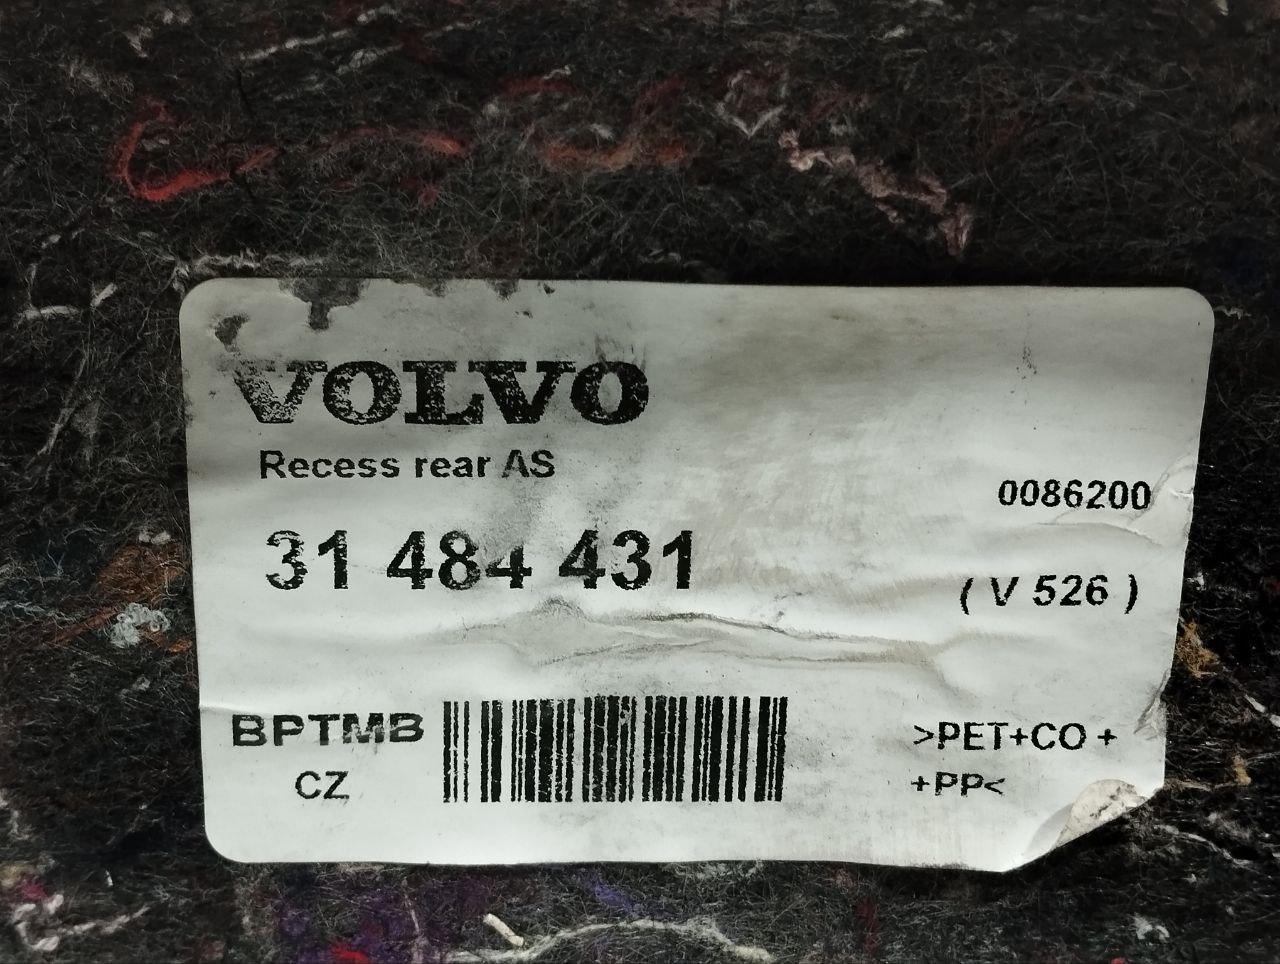 VOLVO
Recess rear AS
0086200
31 484 431
( V 526 )
BPTMB
CZ
>PET+CO +
+PP<